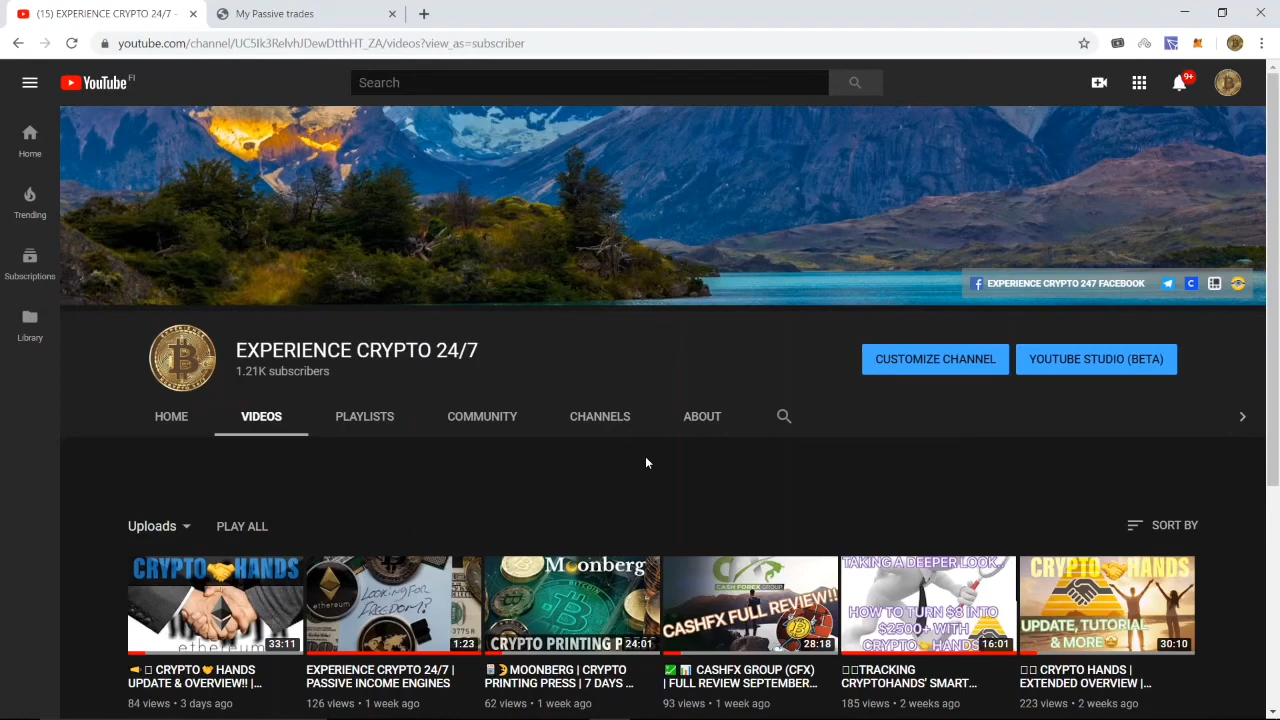 (15) EXPERIENCE CRYPTO 24/7 -
My Passive trades
youtube.com/channel/UC5Ik3RelvhJDewDtthHT_ZA/videos?view_as=subscriber
YouTube FI
Search
9+
Home
Trending
Subscriptions
Library
EXPERIENCE CRYPTO 247 FACEBOOK
EXPERIENCE CRYPTO 24/7
1.21K subscribers
CUSTOMIZE CHANNEL
YOUTUBE STUDIO (BETA)
HOME VIDEOS PLAYLISTS COMMUNITY CHANNELS ABOUT
Uploads PLAY ALL
SORT BY
CRYPTO HANDS
ethereum
33:11
CRYPTO HANDS
UPDATE & OVERVIEW!! |...
84 views • 3 days ago
ethereum
LOOKING FOR
FREEDOM!?
1:23
EXPERIENCE CRYPTO 24/7 |
PASSIVE INCOME ENGINES
126 views • 1 week ago
Moonberg
CRYPTO PRINTING P
24:01
MOONBERG | CRYPTO
PRINTING PRESS | 7 DAYS ...
62 views • 1 week ago
CASH FOREX GROUP
CASHFX FULL REVIEW!!
28:18
CASHFX GROUP (CFX)
| FULL REVIEW SEPTEMBER...
93 views • 1 week ago
TAKING A DEEPER LOOK..
HOW TO TURN $8 INTO
$2500+ WITH
CRYPTOHANDS
16:01
TRACKING
CRYPTOHANDS' SMART...
185 views • 2 weeks ago
CRYPTO HANDS
UPDATE, TUTORIAL
& MORE
30:10
CRYPTO HANDS |
EXTENDED OVERVIEW |...
223 views • 2 weeks ago